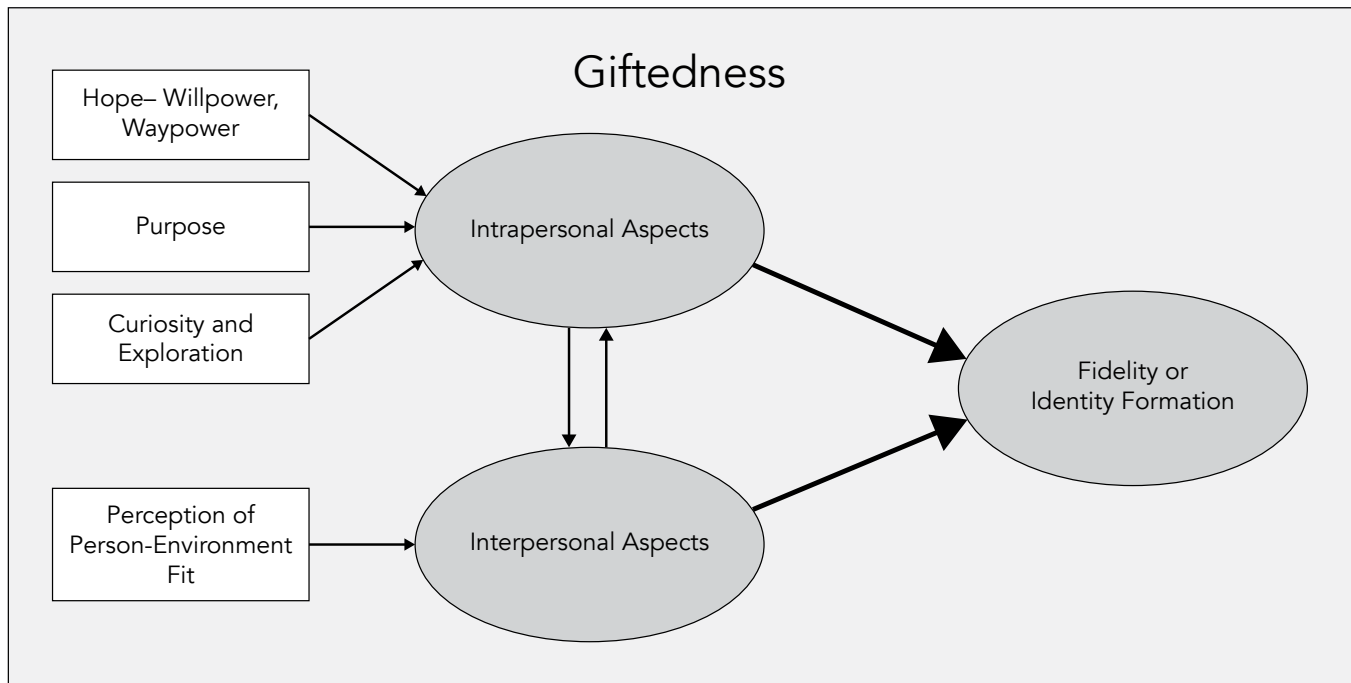 Giftedness
Hope– Willpower,
Waypower
Purpose
Curiosity and
Exploration
Intrapersonal Aspects
Fidelity or
Identity Formation
Perception of
Person-Environment
Fit
Interpersonal Aspects